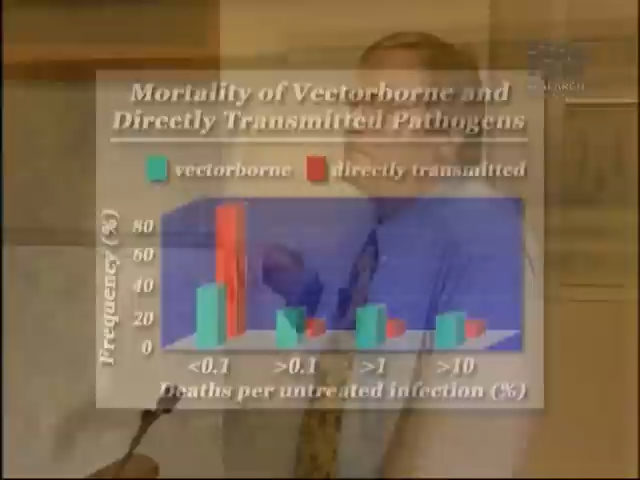 Mortality of Vectorborne and
Directly Transmitted Pathogens
vectorborne directly transmitted
Frequency (%)
80
60
40
20
0
<0.1 >0.1 >1 >10
Deaths per untreated infection (%)